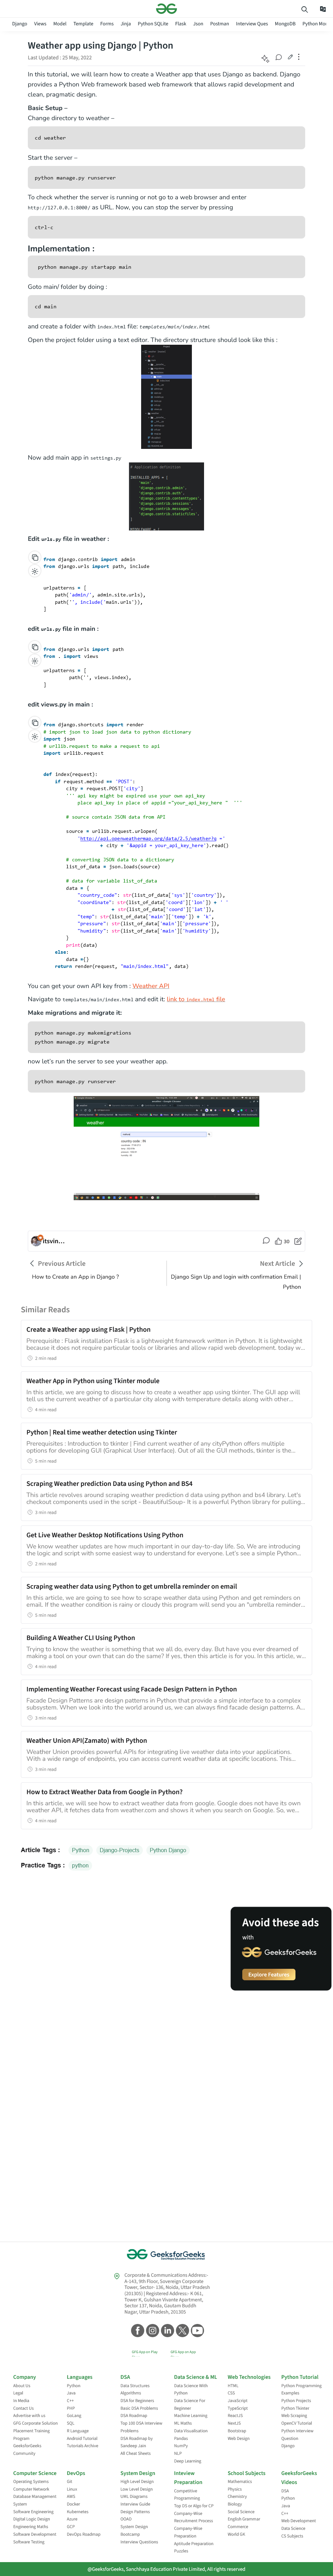 Django Views Model Template Forms Jinja Python SQLite Flask Json Postman Interview Ques MongoDB
Weather app using Django | Python
Last Updated : 25 May, 2022
In this tutorial, we will learn how to create a Weather app that uses Django as backend. Django
provides a Python Web framework based web framework that allows rapid development and
clean, pragmatic design.
Basic Setup –
Change directory to weather –
cd weather
Start the server –
python manage.py runserver
To check whether the server is running or not go to a web browser and enter
http://127.0.0.1:8000/ as URL. Now, you can stop the server by pressing
ctrl-c
Implementation :
python manage.py startapp main
Goto main/ folder by doing :
cd main
and create a folder with index.html file: templates/main/index.html
Open the project folder using a text editor. The directory structure should look like this :
Now add main app in settings.py
Edit urls.py file in weather :
from django.contrib import admin
from django.urls import path, include
urlpatterns = [
path('admin/', admin.site.urls),
path('', include('main.urls')),
]
edit urls.py file in main :
from django.urls import path
from . import views
urlpatterns = [
path('', views.index),
]
edit views.py in main :
from django.shortcuts import render
# import json to load json data to python dictionary
import json
# urllib.request to make a request to api
import urllib.request
def index(request):
if request.method == 'POST':
city = request.POST['city']
''' api key might be expired use your own api_key
place api_key in place of appid ="your_api_key_here " '''
# source contain JSON data from API
source = urllib.request.urlopen(
'http://api.openweathermap.org/data/2.5/weather?q ='
+ city + '&appid = your_api_key_here').read()
# converting JSON data to a dictionary
list_of_data = json.loads(source)
# data for variable list_of_data
data = {
"country_code": str(list_of_data['sys']['country']),
"coordinate": str(list_of_data['coord']['lon']) + ' '
+ str(list_of_data['coord']['lat']),
"temp": str(list_of_data['main']['temp']) + 'k',
"pressure": str(list_of_data['main']['pressure']),
"humidity": str(list_of_data['main']['humidity']),
}
print(data)
else:
data ={}
return render(request, "main/index.html", data)
You can get your own API key from : Weather API
Navigate to templates/main/index.html and edit it: link to index.html file
Make migrations and migrate it:
python manage.py makemigrations
python manage.py migrate
now let's run the server to see your weather app.
python manage.py runserver
weather
itsvin...
30
Previous Article
How to Create an App in Django ?
Next Article
Django Sign Up and login with confirmation Email |
Python
Similar Reads
Create a Weather app using Flask | Python
Prerequisite : Flask installation Flask is a lightweight framework written in Python. It is lightweight
because it does not require particular tools or libraries and allow rapid web development. today w...
2 min read
Weather App in Python using Tkinter module
In this article, we are going to discuss how to create a weather app using tkinter. The GUI app will
tell us the current weather of a particular city along with temperature details along with other...
4 min read
Python | Real time weather detection using Tkinter
Prerequisites : Introduction to tkinter | Find current weather of any cityPython offers multiple
options for developing GUI (Graphical User Interface). Out of all the GUI methods, tkinter is the...
5 min read
Scraping Weather prediction Data using Python and BS4
This article revolves around scraping weather prediction d data using python and bs4 library. Let's
checkout components used in the script - BeautifulSoup- It is a powerful Python library for pulling...
3 min read
Get Live Weather Desktop Notifications Using Python
We know weather updates are how much important in our day-to-day life. So, We are introducing
the logic and script with some easiest way to understand for everyone. Let's see a simple Python...
2 min read
Scraping weather data using Python to get umbrella reminder on email
In this article, we are going to see how to scrape weather data using Python and get reminders on
email. If the weather condition is rainy or cloudy this program will send you an "umbrella reminder...
5 min read
Building A Weather CLI Using Python
Trying to know the weather is something that we all do, every day. But have you ever dreamed of
making a tool on your own that can do the same? If yes, then this article is for you. In this article, w...
4 min read
Implementing Weather Forecast using Facade Design Pattern in Python
Facade Design Patterns are design patterns in Python that provide a simple interface to a complex
subsystem. When we look into the world around us, we can always find facade design patterns. A...
3 min read
Weather Union API(Zamato) with Python
Weather Union provides powerful APIs for integrating live weather data into your applications.
With a wide range of endpoints, you can access current weather data at specific locations. This...
3 min read
How to Extract Weather Data from Google in Python?
In this article, we will see how to extract weather data from google. Google does not have its own
weather API, it fetches data from weather.com and shows it when you search on Google. So, we...
4 min read
Article Tags : Python Django-Projects Python Django
Practice Tags : python
Avoid these ads
with
GeeksforGeeks
Explore Features
GeeksforGeeks
Corporate & Communications Address:-
A-143, 9th Floor, Sovereign Corporate
Tower, Sector- 136, Noida, Uttar Pradesh
(201305) | Registered Address:- K 061,
Tower K, Gulshan Vivante Apartment,
Sector 137, Noida, Gautam Buddh
Nagar, Uttar Pradesh, 201305
GFG App on Play GFG App on App
Company
About Us
Legal
In Media
Contact Us
Advertise with us
GFG Corporate Solution
Placement Training
Program
GeeksforGeeks
Community
Languages
Python
Java
C++
PHP
GoLang
SQL
R Language
Android Tutorial
Tutorials Archive
DSA
Data Structures
Algorithms
DSA for Beginners
Basic DSA Problems
DSA Roadmap
Top 100 DSA Interview
Problems
DSA Roadmap by
Sandeep Jain
All Cheat Sheets
Data Science & ML
Data Science With
Python
Data Science For
Beginner
Machine Learning
ML Maths
Data Visualisation
Pandas
NumPy
NLP
Deep Learning
Web Technologies
HTML
CSS
JavaScript
TypeScript
ReactJS
NextJS
Bootstrap
Web Design
Python Tutorial
Python Programming
Examples
Python Projects
Python Tkinter
Web Scraping
OpenCV Tutorial
Python Interview
Question
Django
Computer Science
Operating Systems
Computer Network
Database Management
System
Software Engineering
Digital Logic Design
Engineering Maths
Software Development
Software Testing
DevOps
Git
Linux
AWS
Docker
Kubernetes
Azure
GCP
DevOps Roadmap
System Design
High Level Design
Low Level Design
UML Diagrams
Interview Guide
Design Patterns
OOAD
System Design
Bootcamp
Interview Questions
Inteview
Preparation
Competitive
Programming
Top DS or Algo for CP
Company-Wise
Recruitment Process
Company-Wise
Preparation
Aptitude Preparation
Puzzles
School Subjects
Mathematics
Physics
Chemistry
Biology
Social Science
English Grammar
Commerce
World GK
GeeksforGeeks
Videos
DSA
Python
Java
C++
Web Development
Data Science
CS Subjects
@GeeksforGeeks, Sanchhaya Education Private Limited, All rights reserved